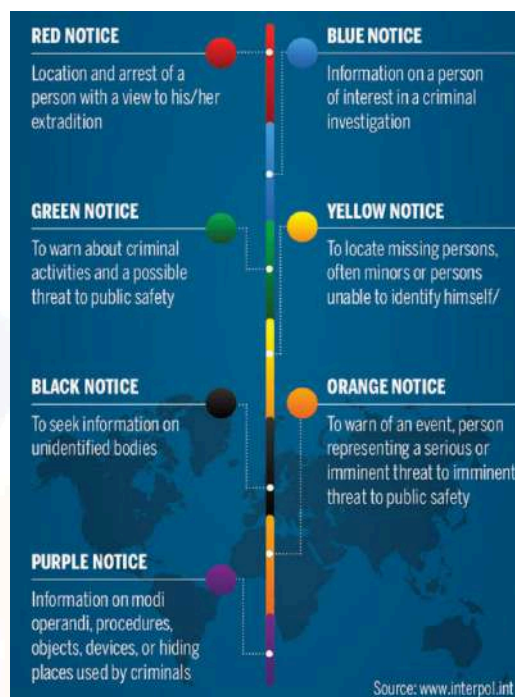 RED NOTICE
Location and arrest of a
person with a view to his/her
extradition
BLUE NOTICE
Information on a person
of interest in a criminal
investigation
GREEN NOTICE
To warn about criminal
activities and a possible
threat to public safety
YELLOW NOTICE
To locate missing persons,
often minors or persons
unable to identify himself/
BLACK NOTICE
To seek information on
unidentified bodies
ORANGE NOTICE
To warn of an event, person
representing a serious or
imminent threat to imminent
threat to public safety
PURPLE NOTICE
Information on modi
operandi, procedures,
objects, devices, or hiding
places used by criminals
Source: www.interpol.int